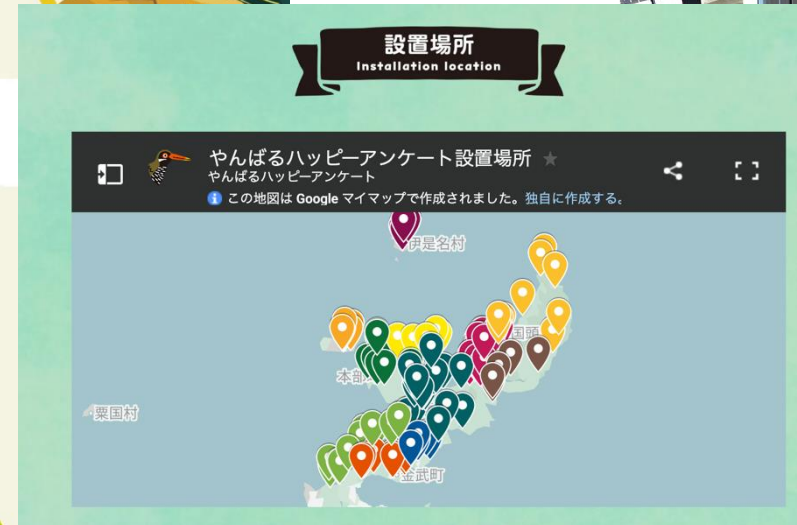 設置場所
Installation location
やんばるハッピーアンケート設置場所
やんばるハッピーアンケート
この地図は Google マイマップで作成されました。独自に作成する。
伊是名村
国頭
本部
粟国村
金武町